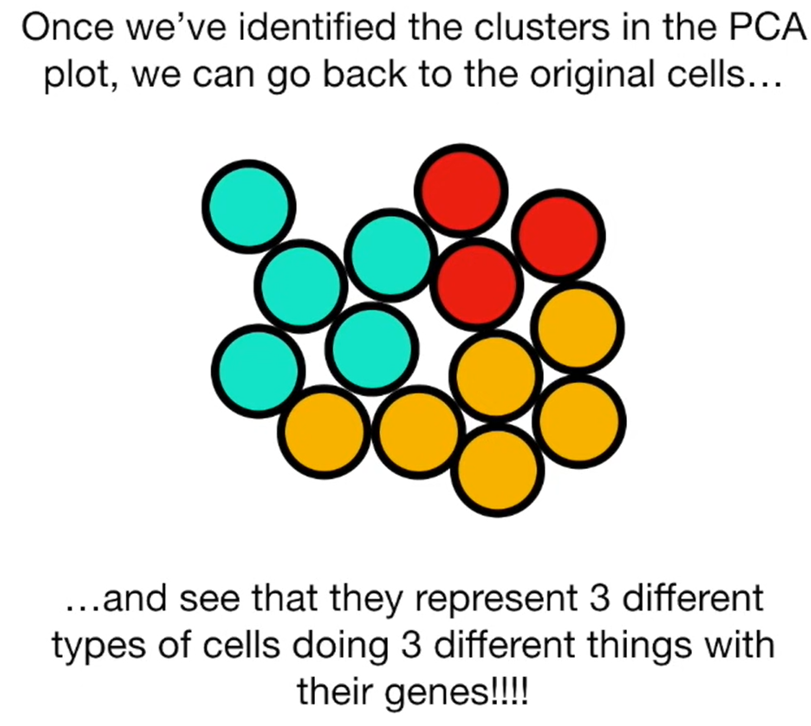 Once we’ve identified the clusters in the PCA
plot, we can go back to the original cells…
…and see that they represent 3 different
types of cells doing 3 different things with
their genes!!!!